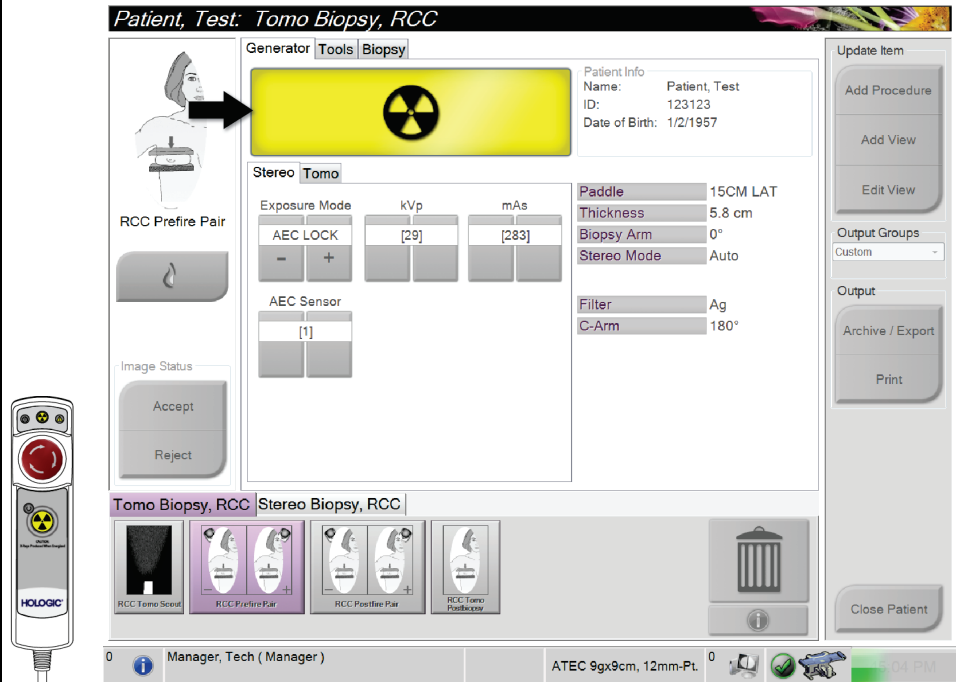 Patient, Test: Tomo Biopsy, RCC
Generator Tools Biopsy
Update Item
Patient Info
Name: Patient, Test
ID: 123123
Date of Birth: 1/2/1957
Add Procedure
Add View
Edit View
RCC Prefire Pair
Stereo Tomo
Exposure Mode kVp mAs
AEC LOCK [29] [283]
- +
AEC Sensor
[1]
Paddle 15CM LAT
Thickness 5.8 cm
Biopsy Arm 0°
Stereo Mode Auto
Filter Ag
C-Arm 180°
Output Groups
Custom
Output
Archive / Export
Print
Image Status
Accept
Reject
Tomo Biopsy, RCC Stereo Biopsy, RCC
RCC Tomo Scout
- +
RCC Prefire Pair
- +
RCC Postfire Pair
RCC Tomo
Postbiopsy
Close Patient
HOLOGIC™
0 Manager, Tech ( Manager ) ATEC 9gx9cm, 12mm-Pt. 0 5:04 PM